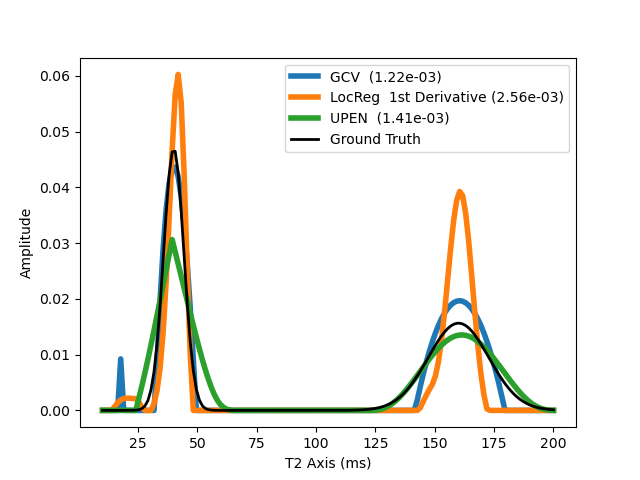 GCV  (1.22e-03)
LocReg  1st Derivative (2.56e-03)
UPEN  (1.41e-03)
Ground Truth
0.06
0.05
0.04
0.03
0.02
0.01
0.00
Amplitude
25 50 75 100 125 150 175 200
T2 Axis (ms)